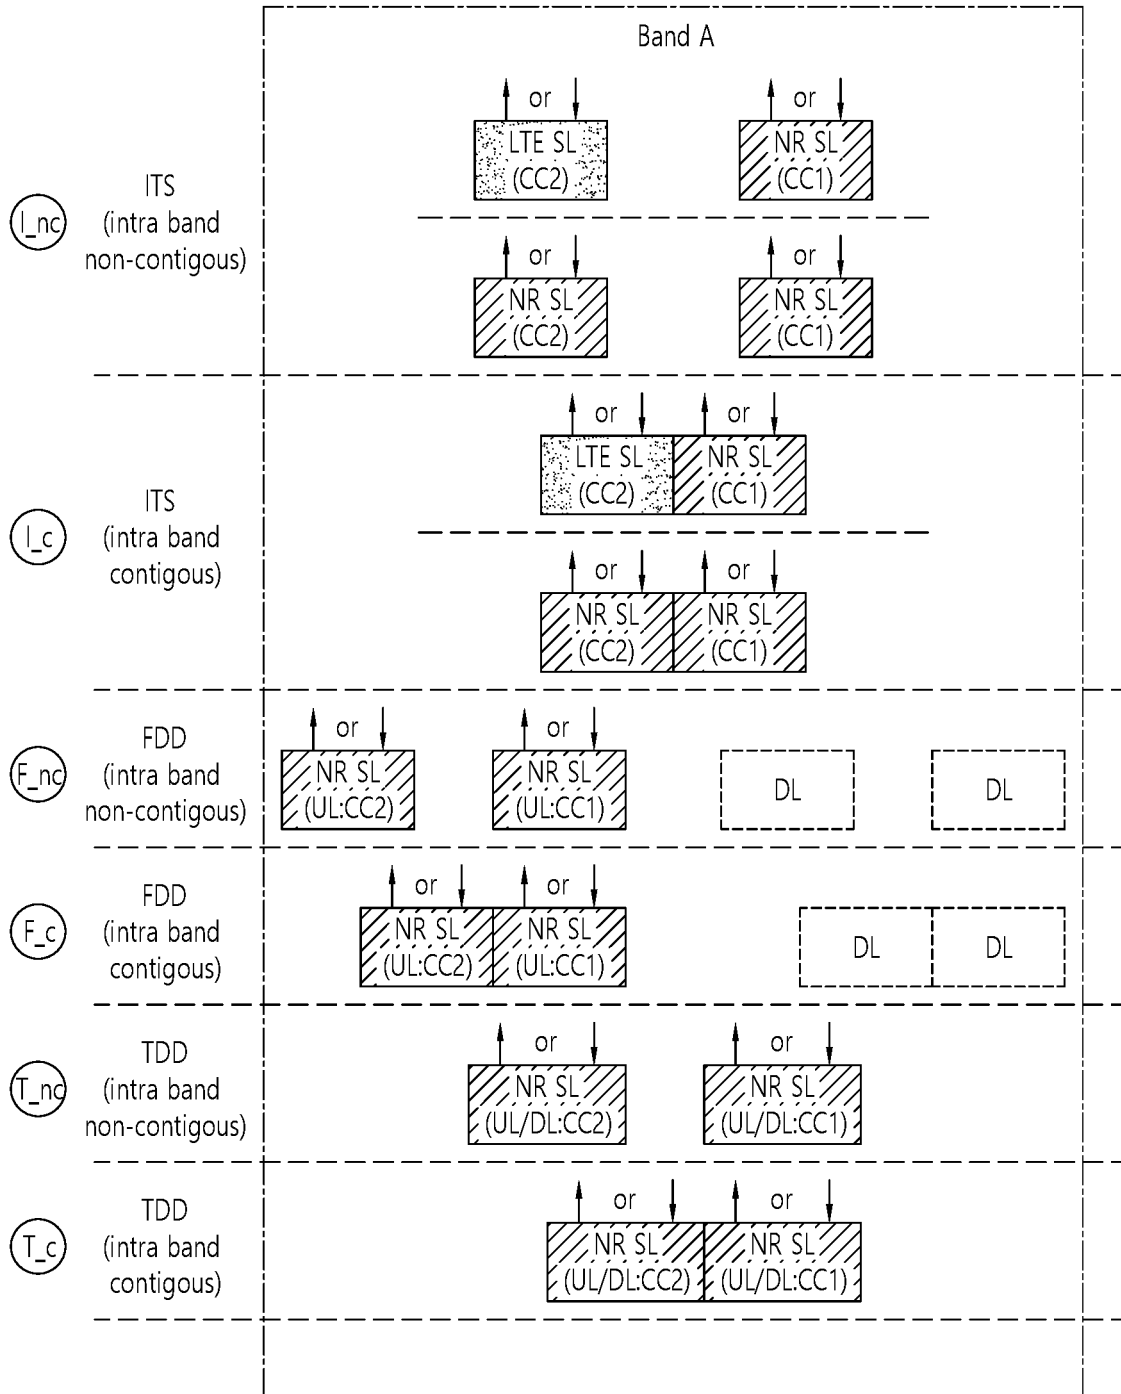 Band A
or or
LTE SL NR SL
(CC2) (CC1)
I_nc ITS
(intra band
non-contigous)
or or
NR SL NR SL
(CC2) (CC1)
or or
LTE SL NR SL
(CC2) (CC1)
I_c ITS
(intra band
contigous)
or or
NR SL NR SL
(CC2) (CC1)
F_nc FDD
(intra band
non-contigous)
or or
NR SL NR SL DL DL
(UL:CC2) (UL:CC1)
F_c FDD
(intra band
contigous)
or or
NR SL NR SL DL DL
(UL:CC2) (UL:CC1)
T_nc TDD
(intra band
non-contigous)
or or
NR SL NR SL
(UL/DL:CC2) (UL/DL:CC1)
T_c TDD
(intra band
contigous)
or or
NR SL NR SL
(UL/DL:CC2) (UL/DL:CC1)